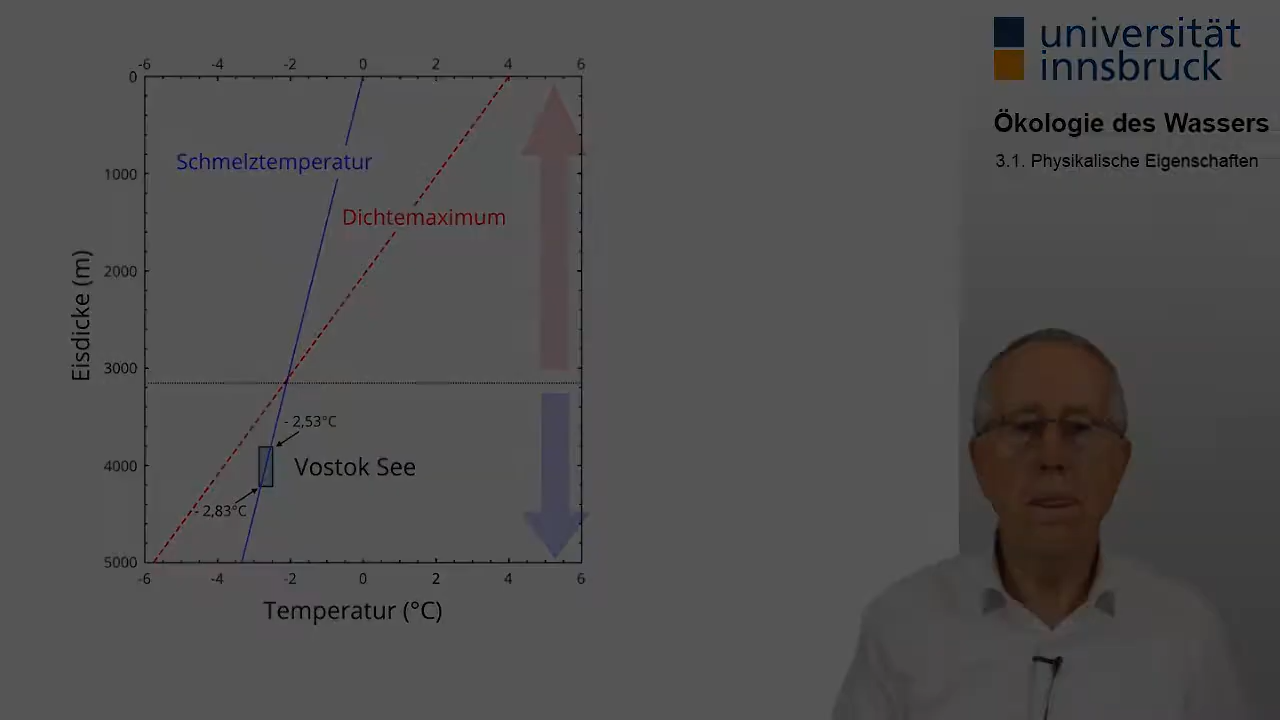 universität
innsbruck
Ökologie des Wassers
3.1. Physikalische Eigenschaften
-6 -4 -2 0 2 4 6
0
Schmelztemperatur
1000
Dichtemaximum
2000
Eisdicke (m)
3000
- 2,53°C
4000
Vostok See
- 2,83°C
5000
-6 -4 -2 0 2 4 6
Temperatur (°C)